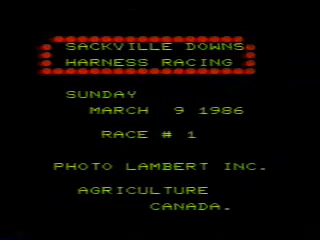 SACKVILLE DOWNS
HARNESS RACING
SUNDAY
MARCH 9 1986
RACE # 1
PHOTO LAMBERT INC.
AGRICULTURE
CANADA.